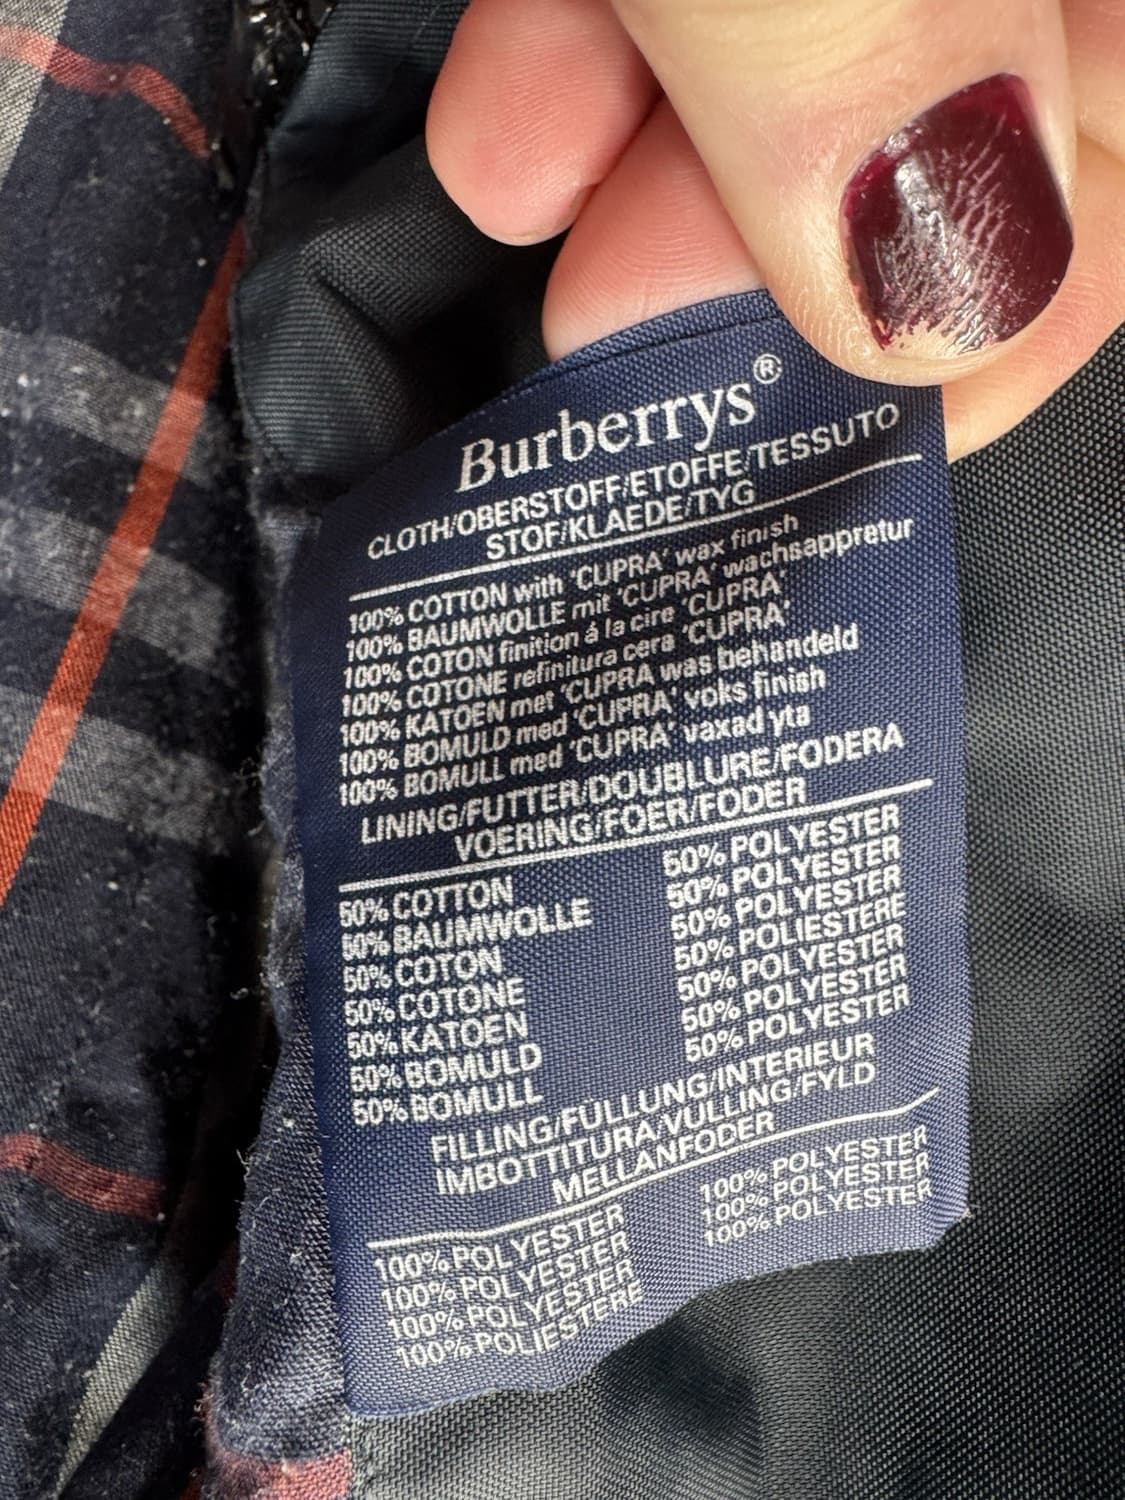 Burberrys®
CLOTH/OBERSTOFF/ETOFFE/TESSUTO
STOF/KLAEDE/TYG
100% COTTON with 'CUPRA' wax finish
100% BAUMWOLLE mit 'CUPRA' wachsappretur
100% COTON finition à la cire 'CUPRA'
100% COTONE refinitura cera 'CUPRA'
100% KATOEN met 'CUPRA was behandeld
100% BOMULD med 'CUPRA' voks finish
100% BOMULL med 'CUPRA' vaxad yta
LINING/FUTTER/DOUBLURE/FODERA
VOERING/FOER/FODER
50% COTTON 50% POLYESTER
50% BAUMWOLLE 50% POLYESTER
50% COTON 50% POLYESTER
50% COTONE 50% POLIESTERE
50% KATOEN 50% POLYESTER
50% BOMULD 50% POLYESTER
50% BOMULL 50% POLYESTER
FILLING/FÜLLUNG/INTERIEUR
IMBOTTITURA/VULLING/FYLD
MELLANFODER
100% POLYESTER 100% POLYESTER
100% POLYESTER 100% POLYESTER
100% POLYESTER 100% POLYESTER
100% POLIESTERE